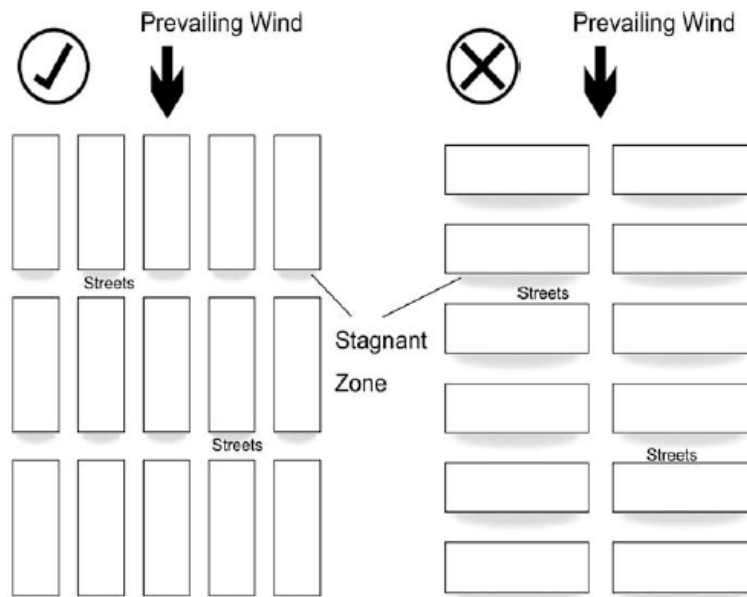 Prevailing Wind
Prevailing Wind
Streets
Streets
Stagnant
Zone
Streets
Streets